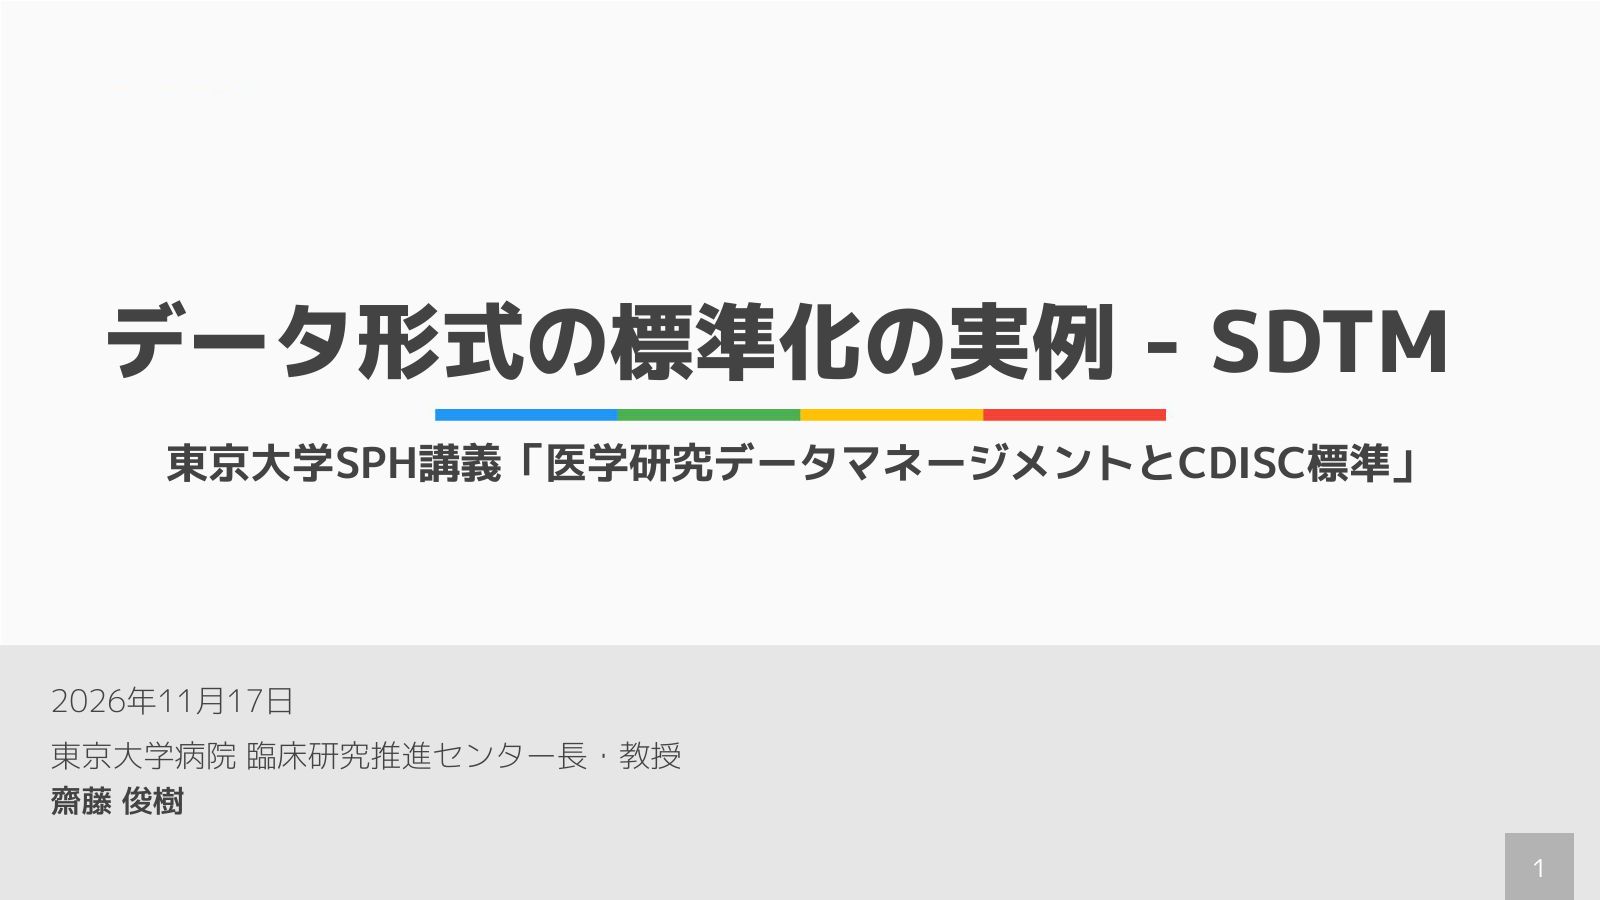 データ形式の標準化の実例 - SDTM
東京大学SPH講義「医学研究データマネージメントとCDISC標準」
2026年11月17日
東京大学病院 臨床研究推進センター長・教授
齋藤 俊樹
1